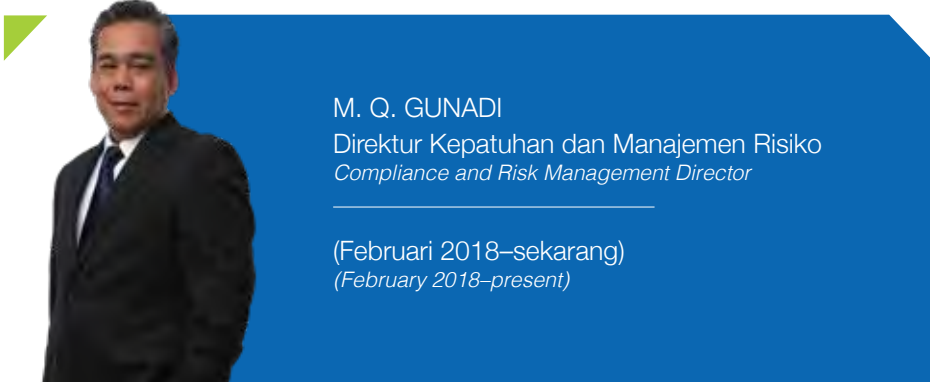 M. Q. GUNADI
Direktur Kepatuhan dan Manajemen Risiko
Compliance and Risk Management Director
(Februari 2018–sekarang)
(February 2018–present)